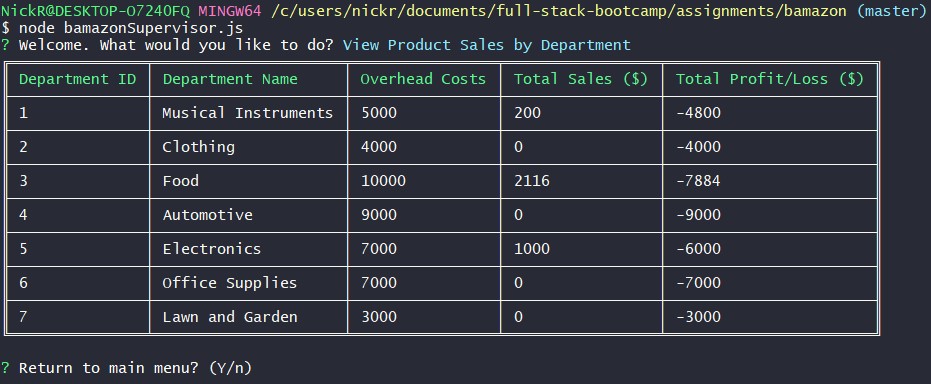 NickR@DESKTOP-O7240FQ MINGW64 /c/users/nickr/documents/full-stack-bootcamp/assignments/bamazon (master)
$ node bamazonSupervisor.js
? Welcome. What would you like to do? View Product Sales by Department
Department ID Department Name Overhead Costs Total Sales ($) Total Profit/Loss ($)
1 Musical Instruments 5000 200 -4800
2 Clothing 4000 0 -4000
3 Food 10000 2116 -7884
4 Automotive 9000 0 -9000
5 Electronics 7000 1000 -6000
6 Office Supplies 7000 0 -7000
7 Lawn and Garden 3000 0 -3000
? Return to main menu? (Y/n)